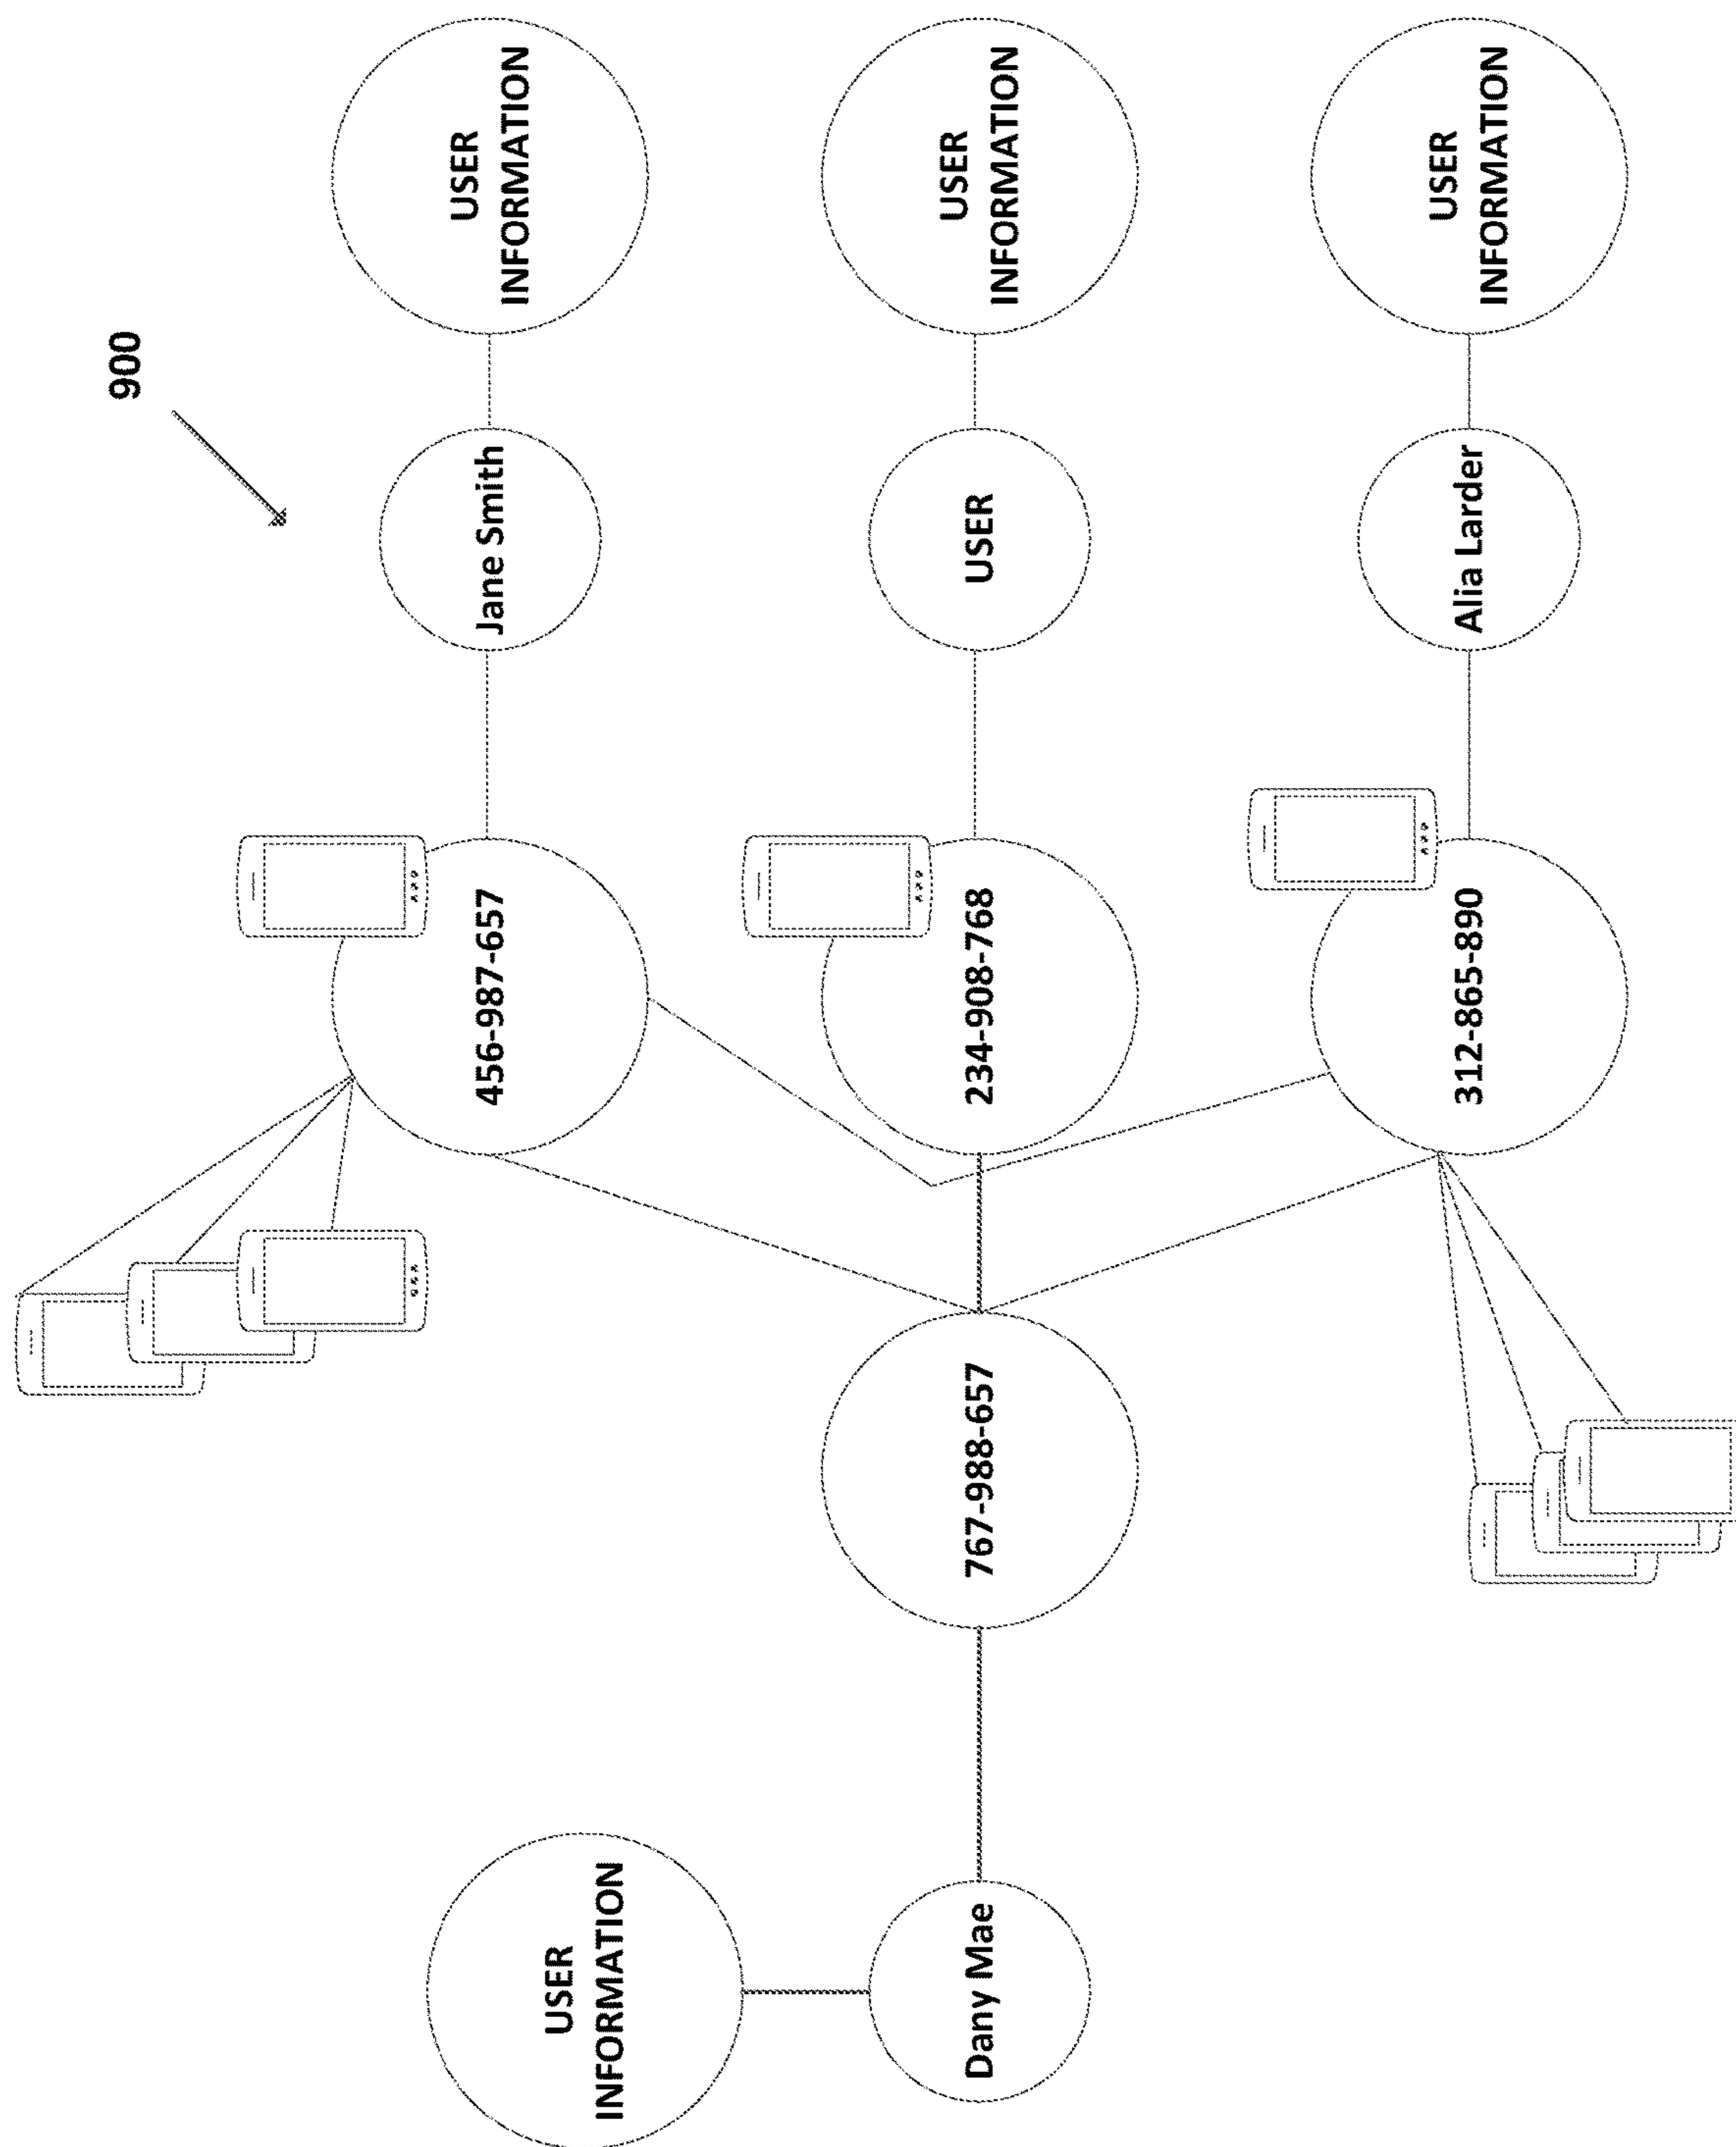 900
USER
INFORMATION
Jane Smith
456-987-657
USER
INFORMATION
USER
234-908-768
767-988-657
USER
INFORMATION
Alia Larder
312-865-890
USER
INFORMATION
Dany Mae